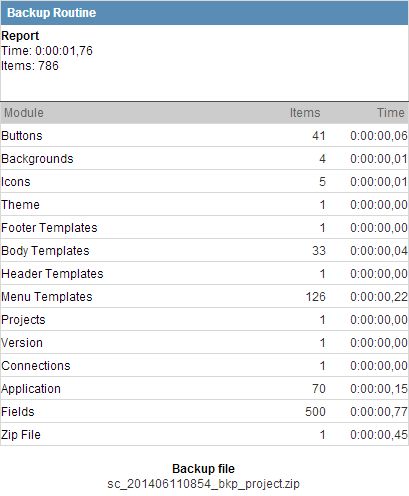 Backup Routine
Report
Time: 0:00:01,76
Items: 786
Module Items Time
Buttons 41 0:00:00,06
Backgrounds 4 0:00:00,01
Icons 5 0:00:00,01
Theme 1 0:00:00,00
Footer Templates 1 0:00:00,00
Body Templates 33 0:00:00,04
Header Templates 1 0:00:00,00
Menu Templates 126 0:00:00,22
Projects 1 0:00:00,00
Version 1 0:00:00,00
Connections 1 0:00:00,00
Application 70 0:00:00,15
Fields 500 0:00:00,77
Zip File 1 0:00:00,45
Backup file
sc_201406110854_bkp_project.zip